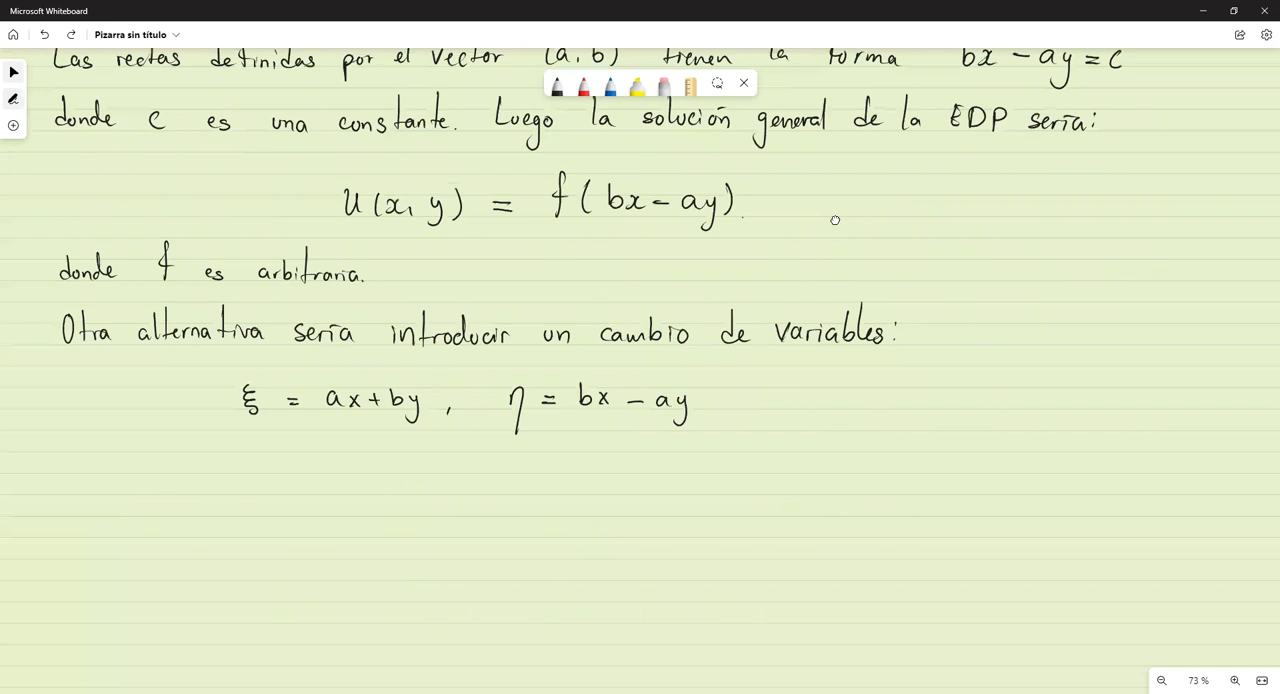 Microsoft Whiteboard
Pizarra sin título
Las rectas definidas por el vector (a, b) tienen la forma bx - ay = c
donde c es una constante. Luego la solución general de la EDP sería:
u(x, y) = f(bx - ay).
donde f es arbitraria.
Otra alternativa sería introducir un cambio de variables:
ξ = ax + by, η = bx - ay
73 %